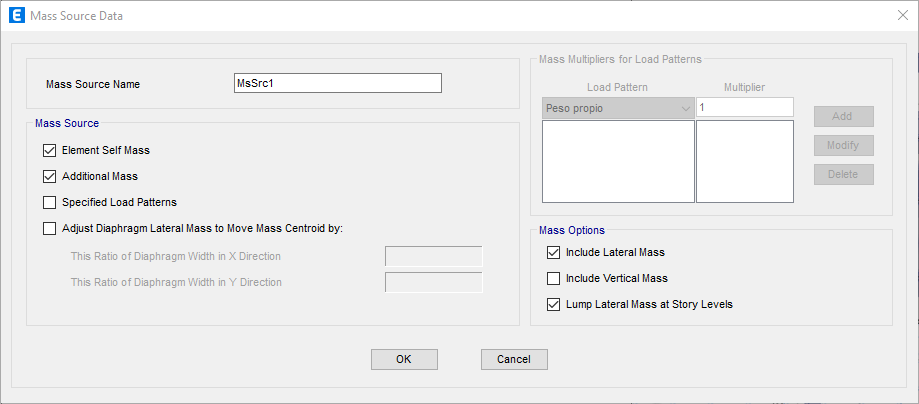 E Mass Source Data
Mass Source Name MsSrc1
Mass Source
Element Self Mass
Additional Mass
Specified Load Patterns
Adjust Diaphragm Lateral Mass to Move Mass Centroid by:
This Ratio of Diaphragm Width in X Direction
This Ratio of Diaphragm Width in Y Direction
Mass Multipliers for Load Patterns
Load Pattern Multiplier
Peso propio 1
Add
Modify
Delete
Mass Options
Include Lateral Mass
Include Vertical Mass
Lump Lateral Mass at Story Levels
OK Cancel